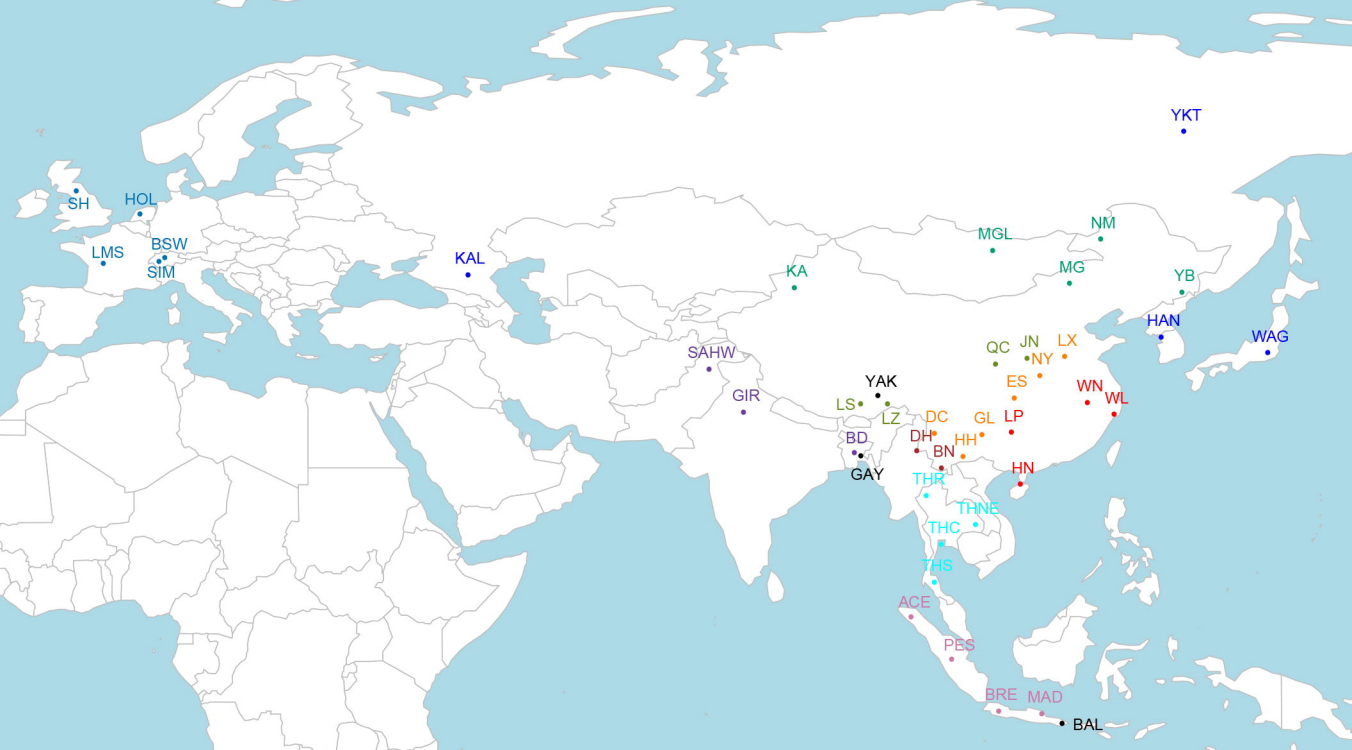 YKT
SH
HOL
NM
MGL
BSW
LMS
KAL
SIM
KA
MG
YB
HAN
WAG
SAHW
QC
JN
LX
NY
YAK
ES
WN
GIR
LS
WL
LZ
DC
GL
LP
DH
BD
HH
BN
GAY
HN
THR
THNE
THC
THS
ACE
PES
BRE
MAD
BAL